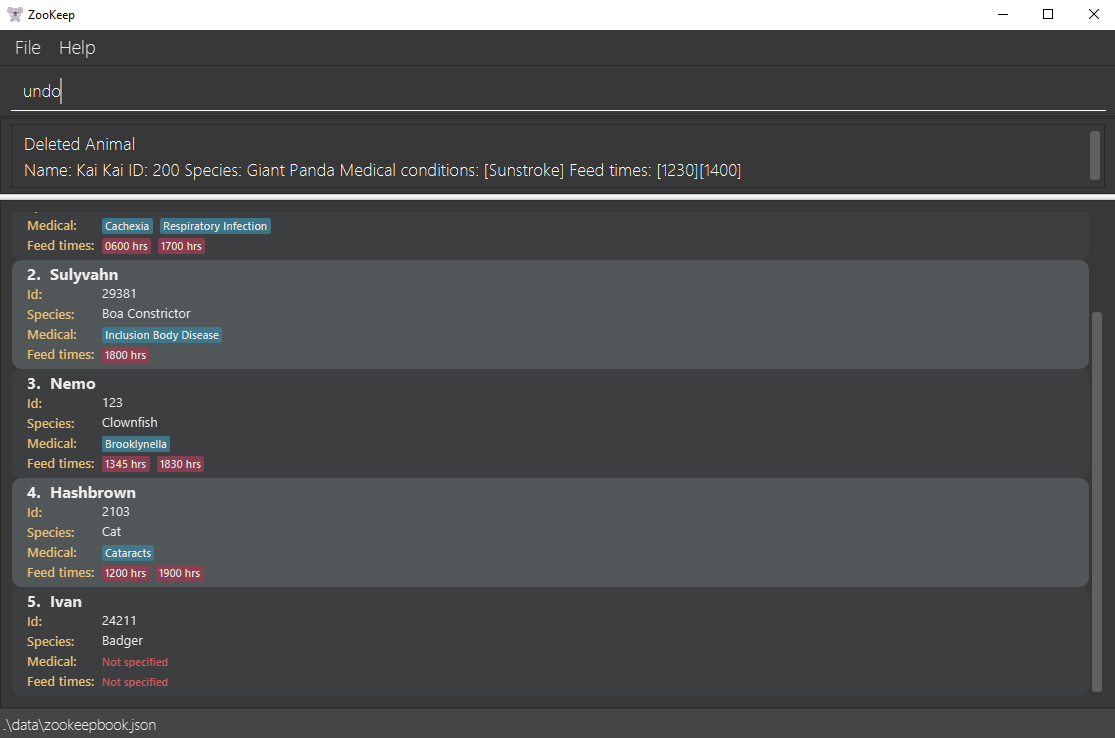 ZooKeep
File Help
undo
Deleted Animal
Name: Kai Kai ID: 200 Species: Giant Panda Medical conditions: [Sunstroke] Feed times: [1230][1400]
Medical: Cachexia Respiratory Infection
Feed times: 0600 hrs 1700 hrs
2. Sulyvahn
Id: 29381
Species: Boa Constrictor
Medical: Inclusion Body Disease
Feed times: 1800 hrs
3. Nemo
Id: 123
Species: Clownfish
Medical: Brooklynella
Feed times: 1345 hrs 1830 hrs
4. Hashbrown
Id: 2103
Species: Cat
Medical: Cataracts
Feed times: 1200 hrs 1900 hrs
5. Ivan
Id: 24211
Species: Badger
Medical: Not specified
Feed times: Not specified
.\data\zookeepbook.json